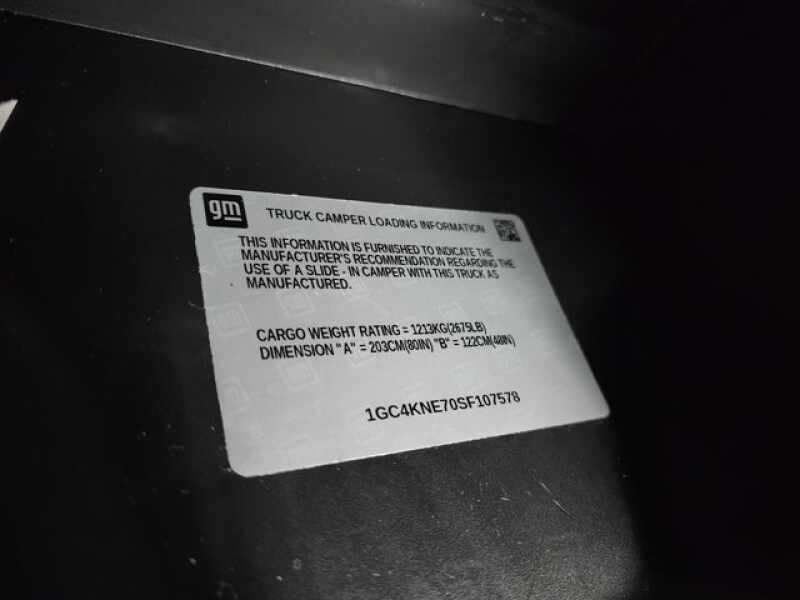 gm
TRUCK CAMPER LOADING INFORMATION
THIS INFORMATION IS FURNISHED TO INDICATE THE
MANUFACTURER'S RECOMMENDATION REGARDING THE
USE OF A SLIDE - IN CAMPER WITH THIS TRUCK AS
MANUFACTURED.
CARGO WEIGHT RATING = 1213KG(2675LB)
DIMENSION "A" = 203CM(80IN) "B" = 122CM(48IN)
1GC4KNE70SF107578